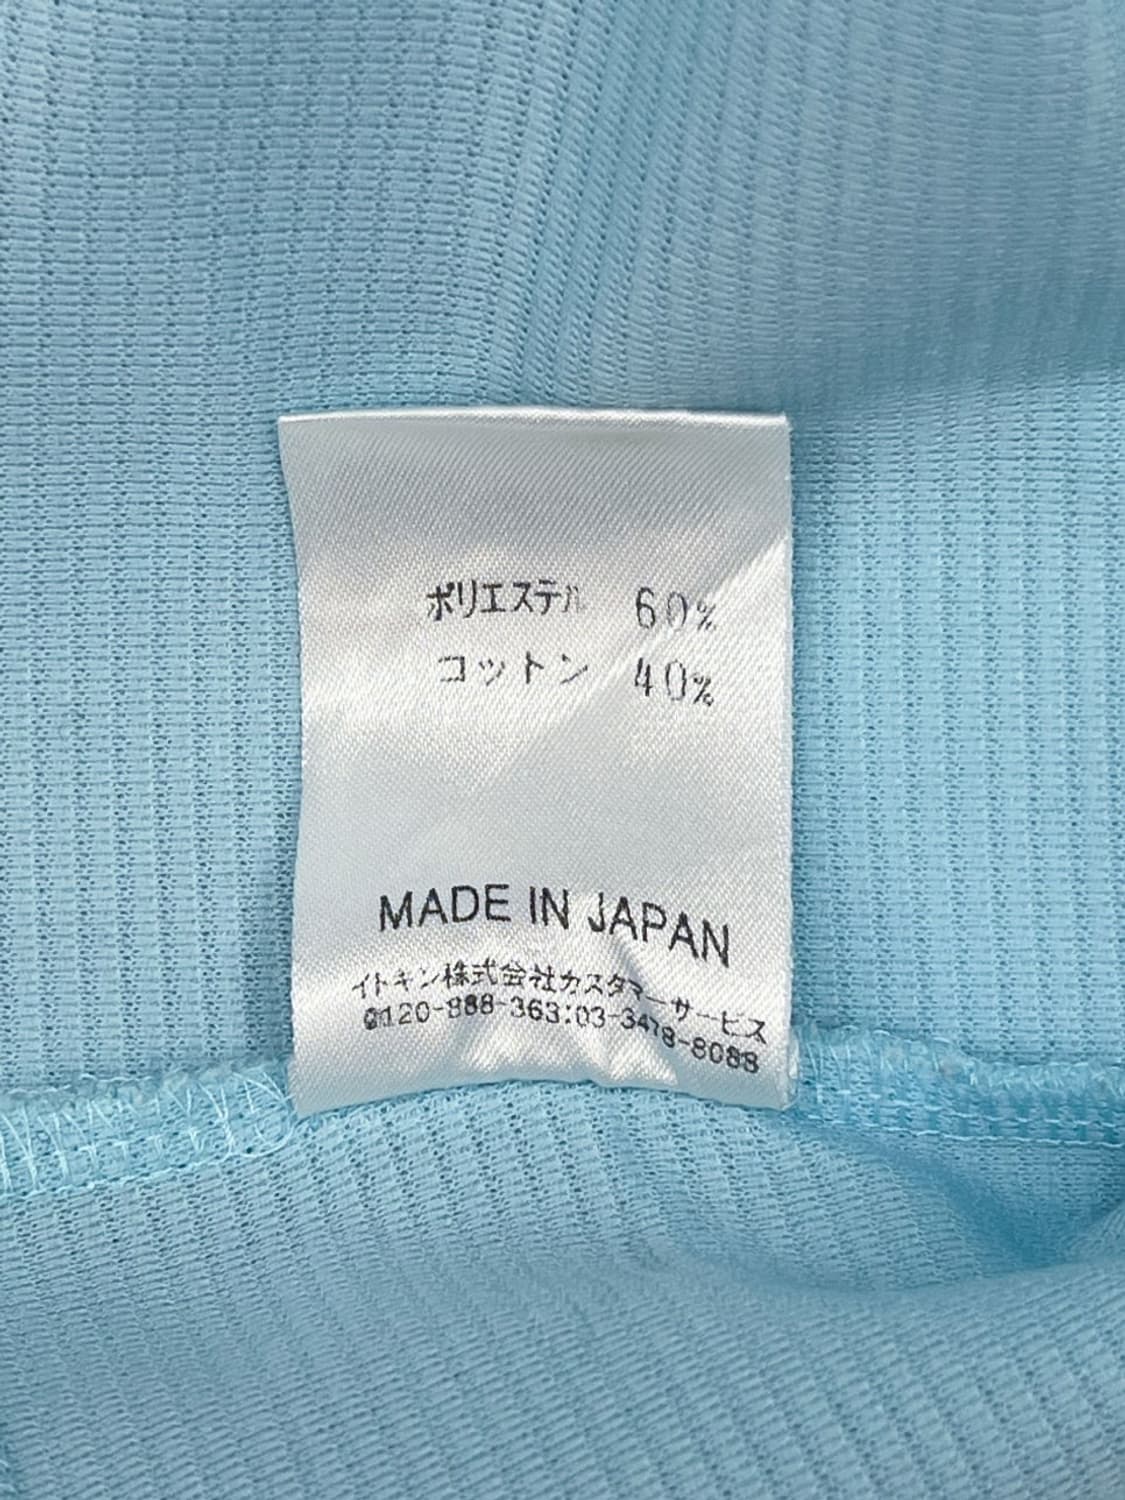 ポリエステル 60%
コットン 40%
MADE IN JAPAN
イトキン株式会社カスタマーサービス
0120-888-363:03-3478-8088